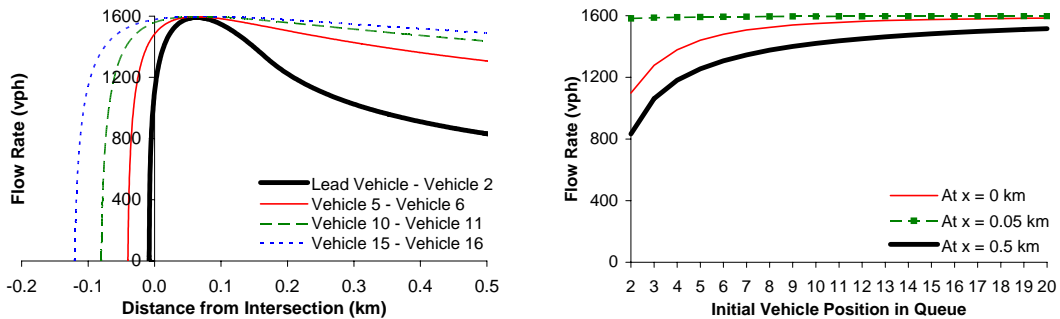 1600
1200
800
400
0
Flow Rate (vph)
-0.2 -0.1 0.0 0.1 0.2 0.3 0.4 0.5
Distance from Intersection (km)
Lead Vehicle - Vehicle 2
Vehicle 5 - Vehicle 6
Vehicle 10 - Vehicle 11
Vehicle 15 - Vehicle 16
1600
1200
800
400
0
Flow Rate (vph)
2 3 4 5 6 7 8 9 10 11 12 13 14 15 16 17 18 19 20
Initial Vehicle Position in Queue
At x = 0 km
At x = 0.05 km
At x = 0.5 km